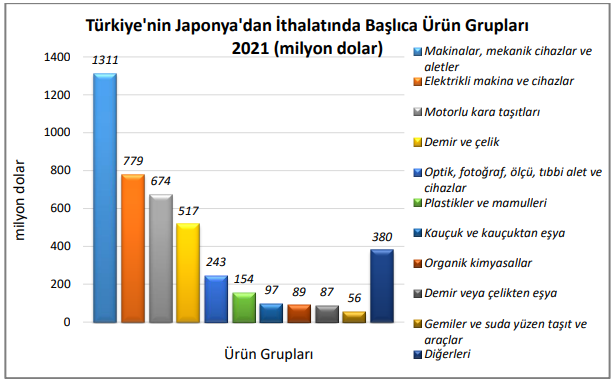 Türkiye'nin Japonya'dan İthalatında Başlıca Ürün Grupları
2021 (milyon dolar)
milyon dolar
1400
1200
1000
800
600
400
200
0
1311
779
674
517
243
154
97
89
87
56
380
Ürün Grupları
Makinalar, mekanik cihazlar ve
aletler
Elektrikli makina ve cihazlar
Motorlu kara taşıtları
Demir ve çelik
Optik, fotoğraf, ölçü, tıbbi alet ve
cihazlar
Plastikler ve mamulleri
Kauçuk ve kauçuktan eşya
Organik kimyasallar
Demir veya çelikten eşya
Gemiler ve suda yüzen taşıt ve
araçlar
Diğerleri